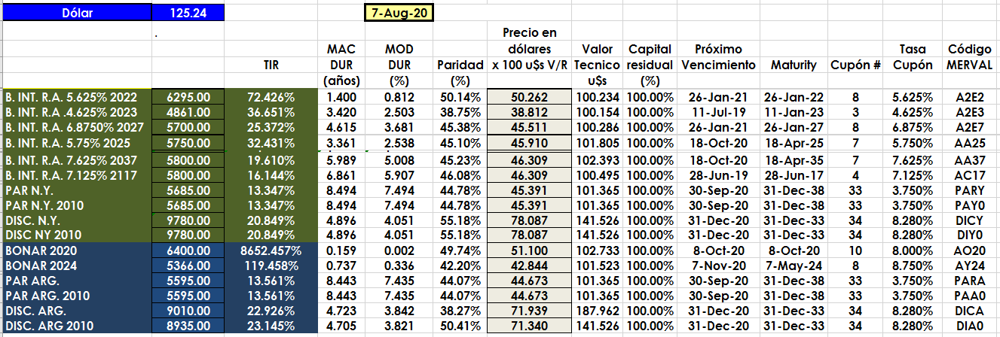 Dólar 125.24 7-Aug-20
.
Precio en
MAC MOD dólares Valor Capital Próximo Tasa Código
TIR DUR DUR Paridad x 100 u$s V/R Tecnico residual Vencimiento Maturity Cupón # Cupón MERVAL
(años) (%) (%) u$s (%)
B. INT. R.A. 5.625% 2022 6295.00 72.426% 1.400 0.812 50.14% 50.262 100.234 100.00% 26-Jan-21 26-Jan-22 8 5.625% A2E2
B. INT. R.A .4.625% 2023 4861.00 36.651% 3.420 2.503 38.75% 38.812 100.154 100.00% 11-Jul-19 11-Jan-23 3 4.625% A2E3
B. INT. R.A. 6.8750% 2027 5700.00 25.372% 4.615 3.681 45.38% 45.511 100.286 100.00% 26-Jan-21 26-Jan-27 8 6.875% A2E7
B. INT. R.A. 5.75% 2025 5750.00 32.431% 3.361 2.538 45.10% 45.910 101.805 100.00% 18-Oct-20 18-Apr-25 7 5.750% AA25
B. INT. R.A. 7.625% 2037 5800.00 19.610% 5.989 5.008 45.23% 46.309 102.393 100.00% 18-Oct-20 18-Apr-35 7 7.625% AA37
B. INT. R.A. 7.125% 2117 5800.00 16.144% 6.861 5.907 46.08% 46.309 100.495 100.00% 28-Jun-19 28-Jun-17 4 7.125% AC17
PAR N.Y. 5685.00 13.347% 8.494 7.494 44.78% 45.391 101.365 100.00% 30-Sep-20 31-Dec-38 33 3.750% PARY
PAR N.Y. 2010 5685.00 13.347% 8.494 7.494 44.78% 45.391 101.365 100.00% 30-Sep-20 31-Dec-38 33 3.750% PAY0
DISC. N.Y. 9780.00 20.849% 4.896 4.051 55.18% 78.087 141.526 100.00% 31-Dec-20 31-Dec-33 34 8.280% DICY
DISC NY 2010 9780.00 20.849% 4.896 4.051 55.18% 78.087 141.526 100.00% 31-Dec-20 31-Dec-33 34 8.280% DIY0
BONAR 2020 6400.00 8652.457% 0.159 0.002 49.74% 51.100 102.733 100.00% 8-Oct-20 8-Oct-20 10 8.000% AO20
BONAR 2024 5366.00 119.458% 0.737 0.336 42.20% 42.844 101.523 100.00% 7-Nov-20 7-May-24 8 8.750% AY24
PAR ARG. 5595.00 13.561% 8.443 7.435 44.07% 44.673 101.365 100.00% 30-Sep-20 31-Dec-38 33 3.750% PARA
PAR ARG. 2010 5595.00 13.561% 8.443 7.435 44.07% 44.673 101.365 100.00% 30-Sep-20 31-Dec-38 33 3.750% PAA0
DISC. ARG. 9010.00 22.926% 4.723 3.842 38.27% 71.939 187.962 100.00% 31-Dec-20 31-Dec-33 34 8.280% DICA
DISC. ARG 2010 8935.00 23.145% 4.705 3.821 50.41% 71.340 141.526 100.00% 31-Dec-20 31-Dec-33 34 8.280% DIA0